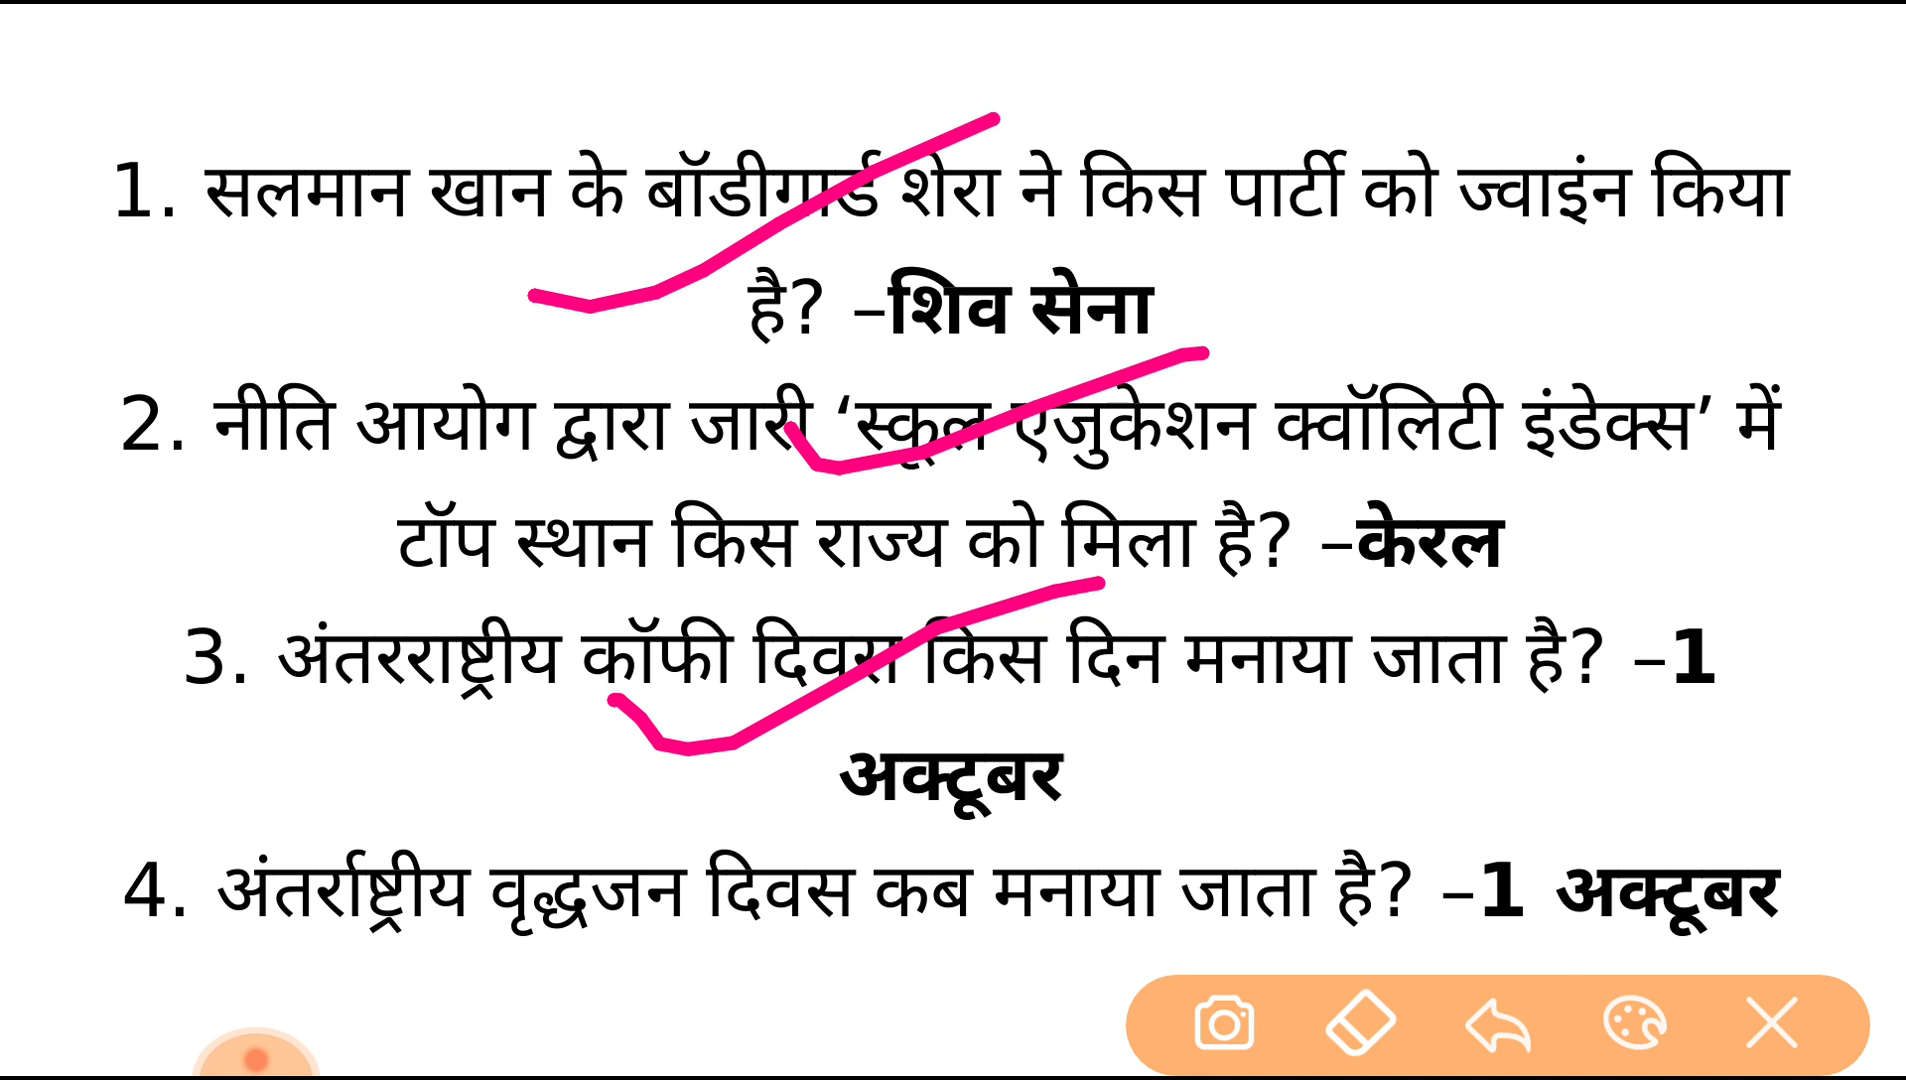 1. सलमान खान के बॉडीगार्ड शेरा ने किस पार्टी को ज्वाइंन किया
है? –शिव सेना
2. नीति आयोग द्वारा जारी ‘स्कूल एजुकेशन क्वॉलिटी इंडेक्स’ में
टॉप स्थान किस राज्य को मिला है? –केरल
3. अंतरराष्ट्रीय कॉफी दिवस किस दिन मनाया जाता है? –1
अक्टूबर
4. अंतर्राष्ट्रीय वृद्धजन दिवस कब मनाया जाता है? –1 अक्टूबर